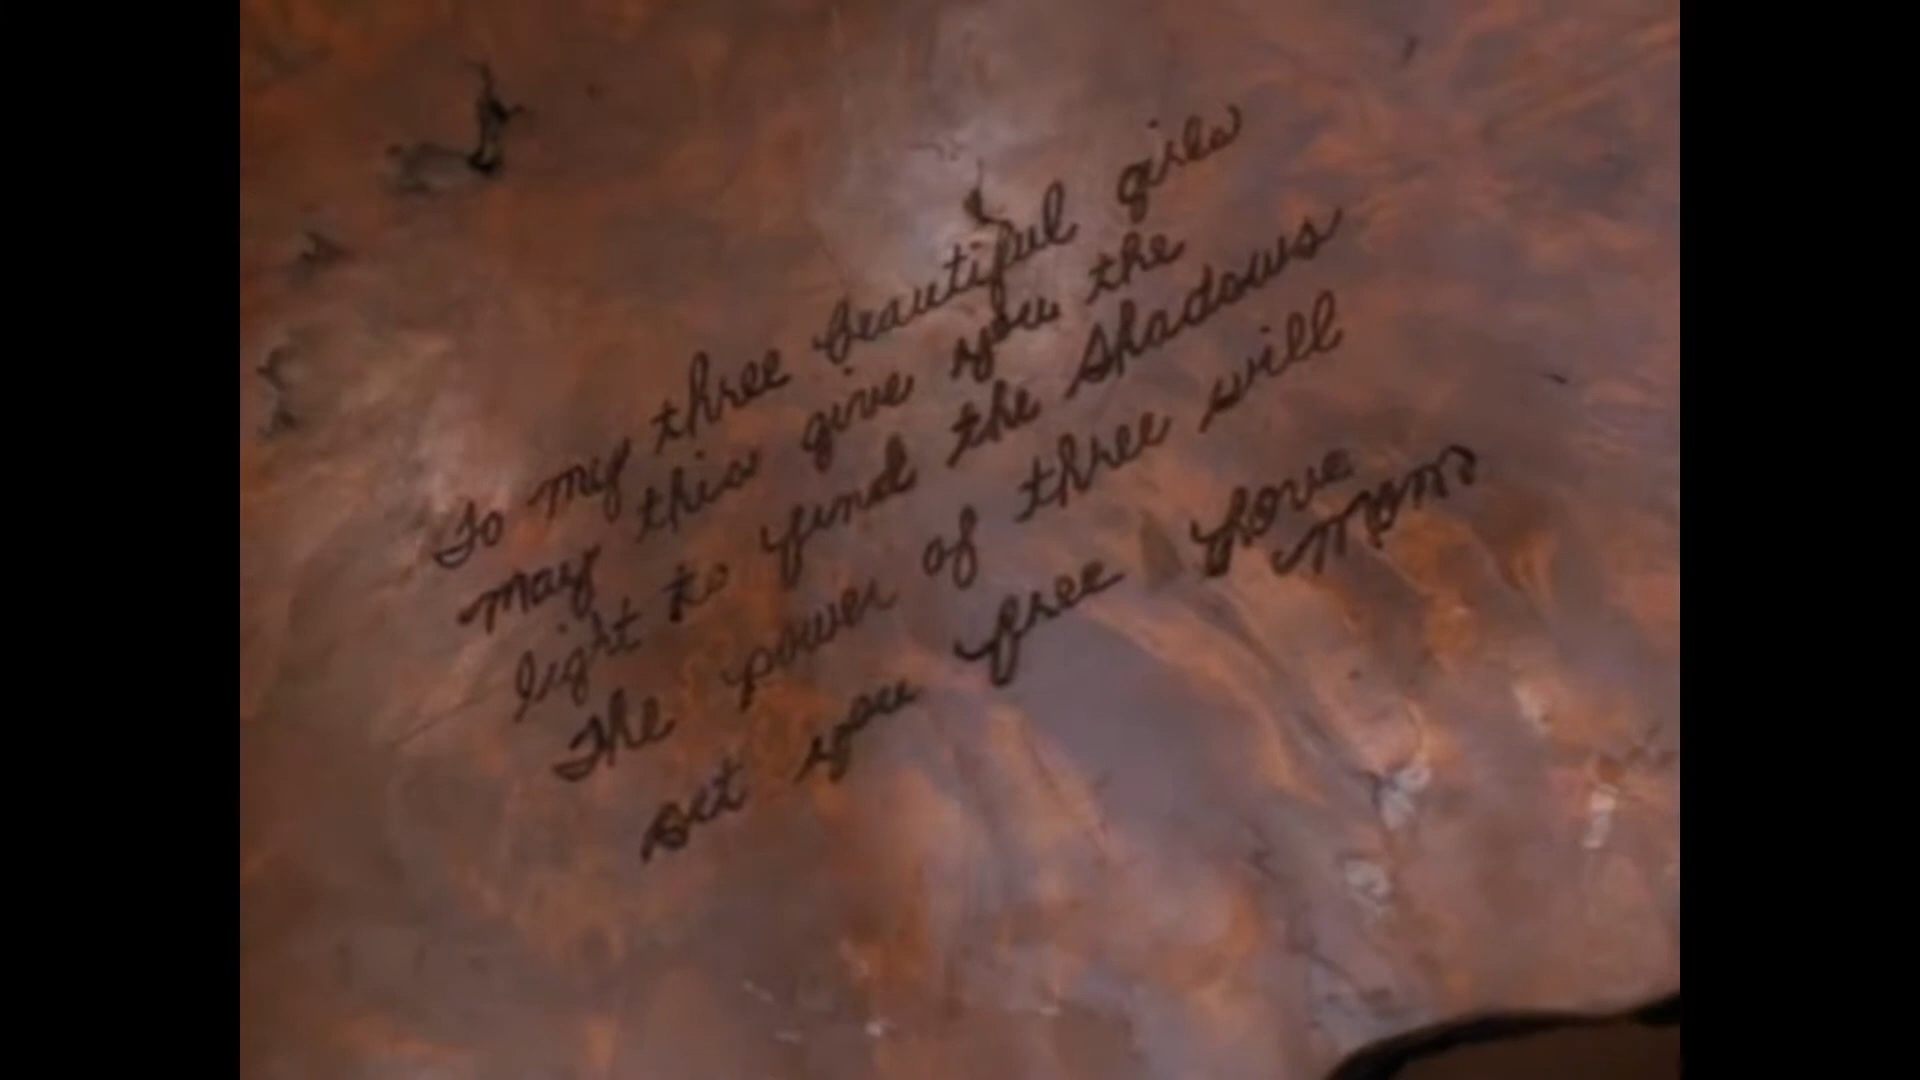 To my three beautiful girls
may this give you the
light to find the shadows
The power of three will
set you free Love
Mom